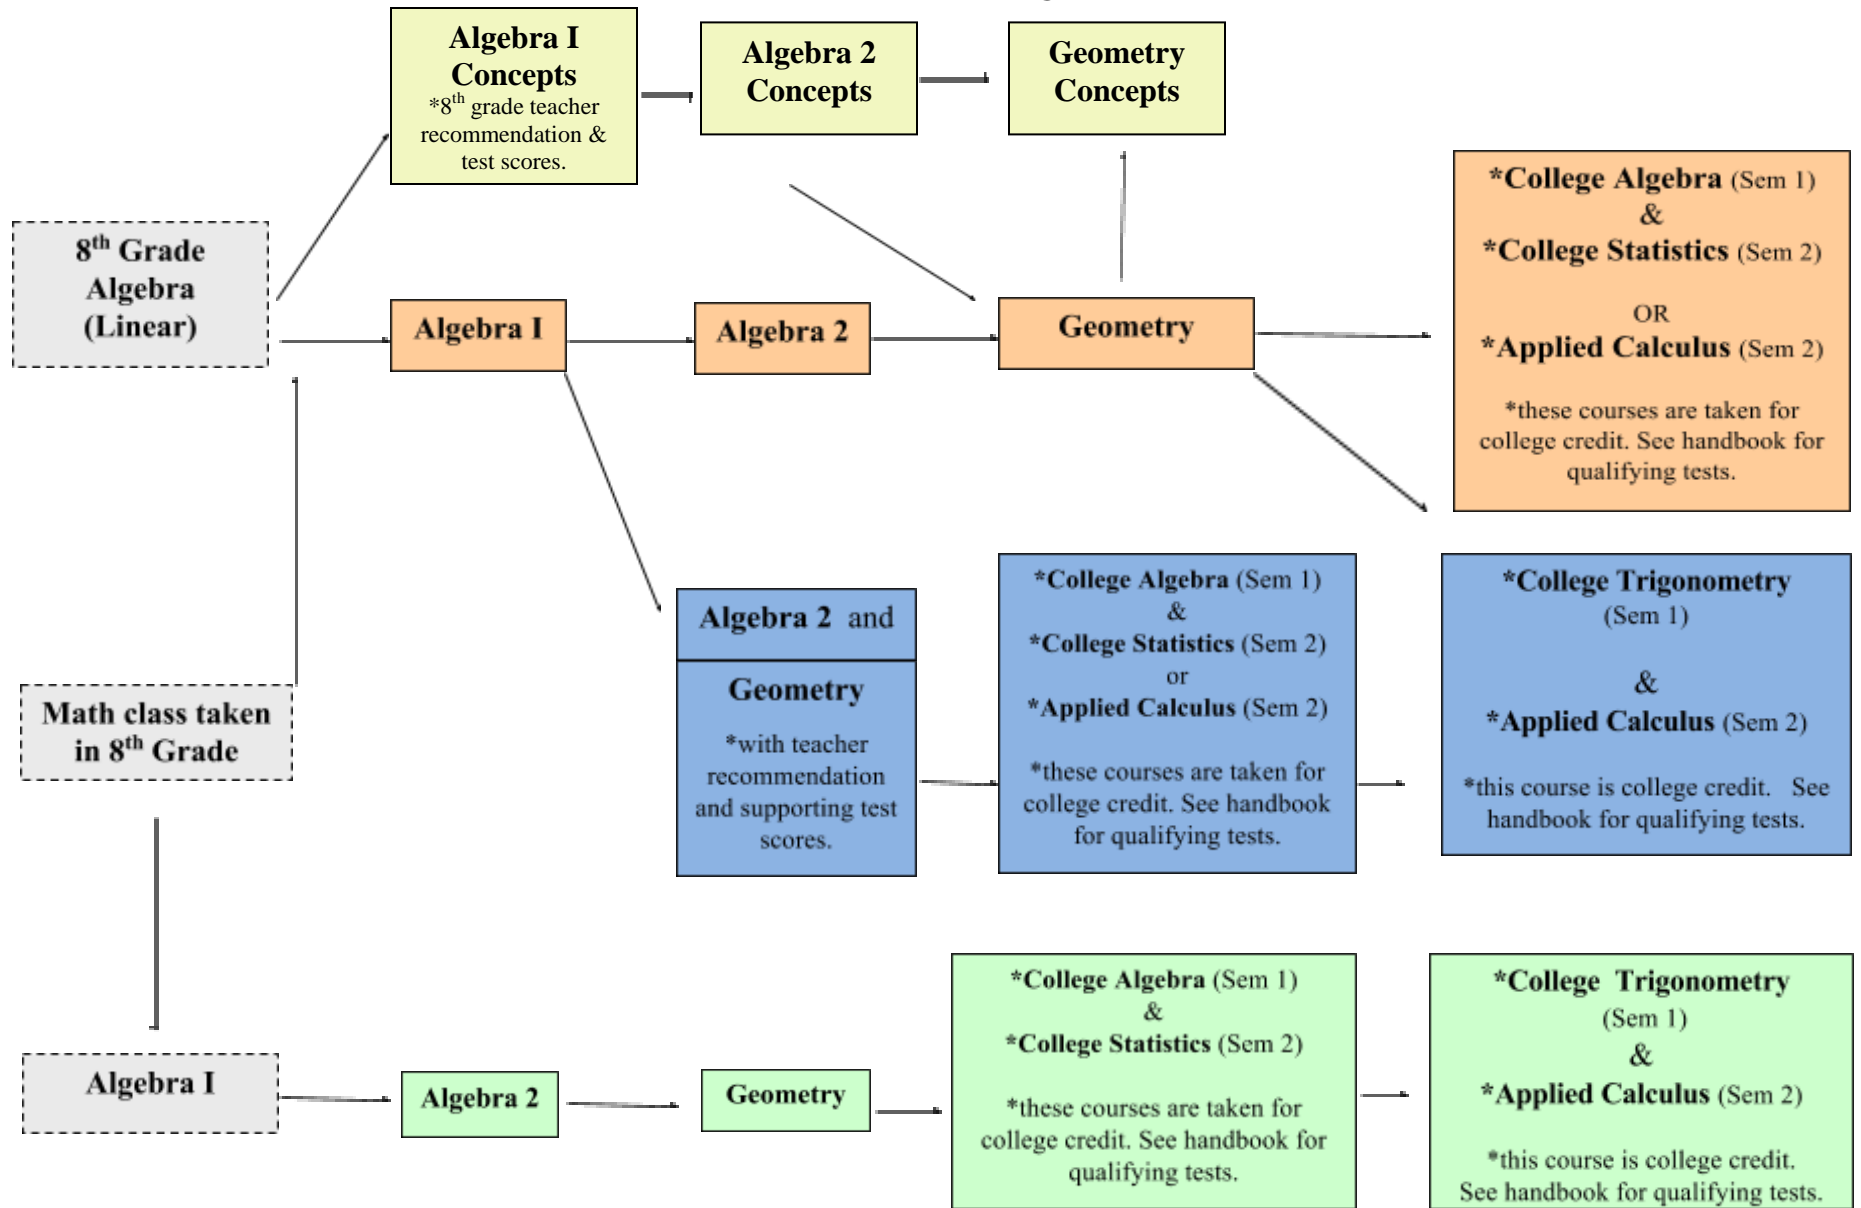 Algebra I
Concepts
*8th grade teacher
recommendation &
test scores.
Algebra 2
Concepts
Geometry
Concepts
*College Algebra (Sem 1)
&
*College Statistics (Sem 2)
OR
*Applied Calculus (Sem 2)
*these courses are taken for
college credit. See handbook for
qualifying tests.
8th Grade
Algebra
(Linear)
Algebra I
Algebra 2
Geometry
Algebra 2 and
Geometry
*with teacher
recommendation
and supporting test
scores.
*College Algebra (Sem 1)
&
*College Statistics (Sem 2)
or
*Applied Calculus (Sem 2)
*these courses are taken for
college credit. See handbook
for qualifying tests.
*College Trigonometry
(Sem 1)
&
*Applied Calculus (Sem 2)
*this course is college credit. See
handbook for qualifying tests.
Math class taken
in 8th Grade
Algebra I
Algebra 2
Geometry
*College Algebra (Sem 1)
&
*College Statistics (Sem 2)
*these courses are taken for
college credit. See handbook for
qualifying tests.
*College Trigonometry
(Sem 1)
&
*Applied Calculus (Sem 2)
*this course is college credit.
See handbook for qualifying tests.